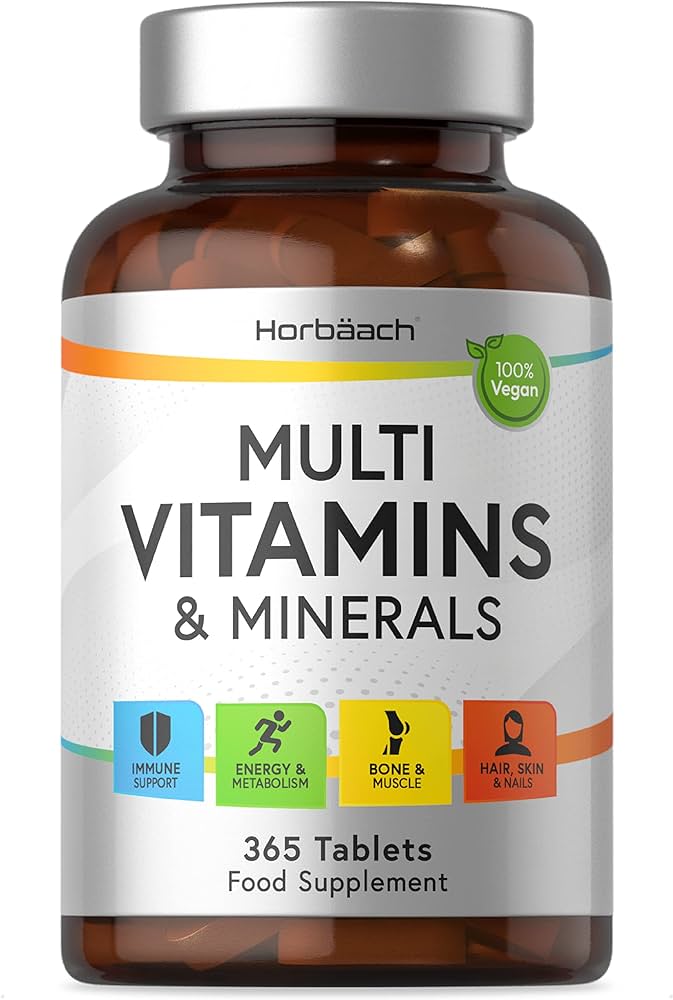 Horbäach®
100%
Vegan
MULTI
VITAMINS
& MINERALS
IMMUNE
SUPPORT
ENERGY &
METABOLISM
BONE &
MUSCLE
HAIR, SKIN
& NAILS
365 Tablets
Food Supplement